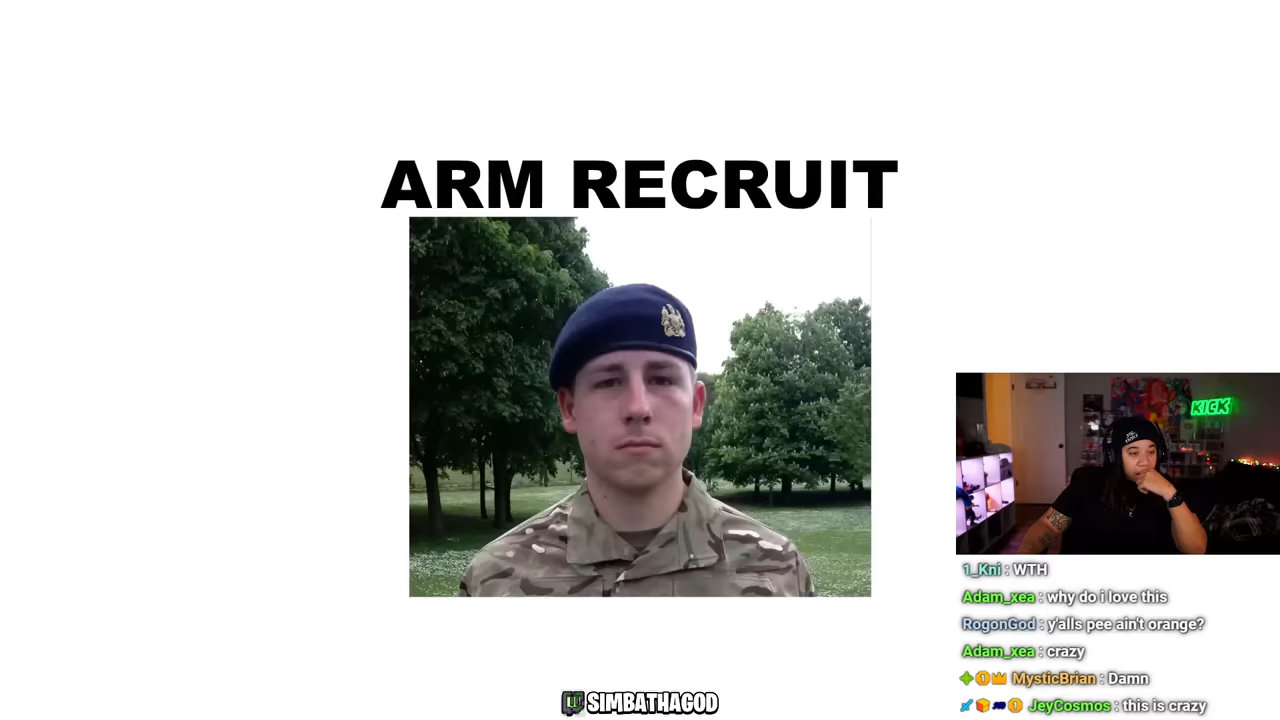 ARM RECRUIT
KICK
1_Kni : WTH
Adam_xea : why do i love this
RogonGod : y'alls pee ain't orange?
Adam_xea : crazy
MysticBrian : Damn
JeyCosmos : this is crazy
SIMBATHAGOD